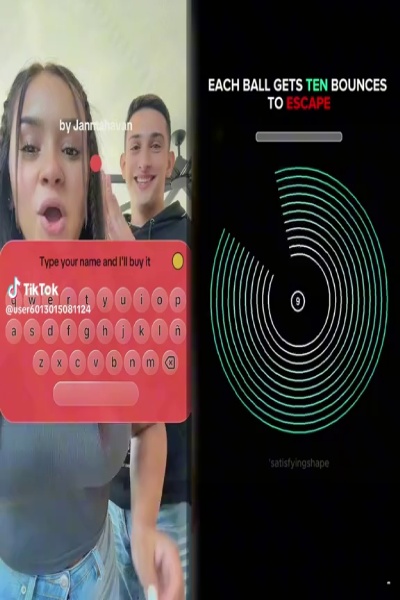 by Janmahavan
Type your name and I'll buy it
TikTok
@user6013015081124
q w e r t y u i o p
a s d f g h j k l ñ
z x c v b n m
EACH BALL GETS TEN BOUNCES
TO ESCAPE
9
'satisfyingshape